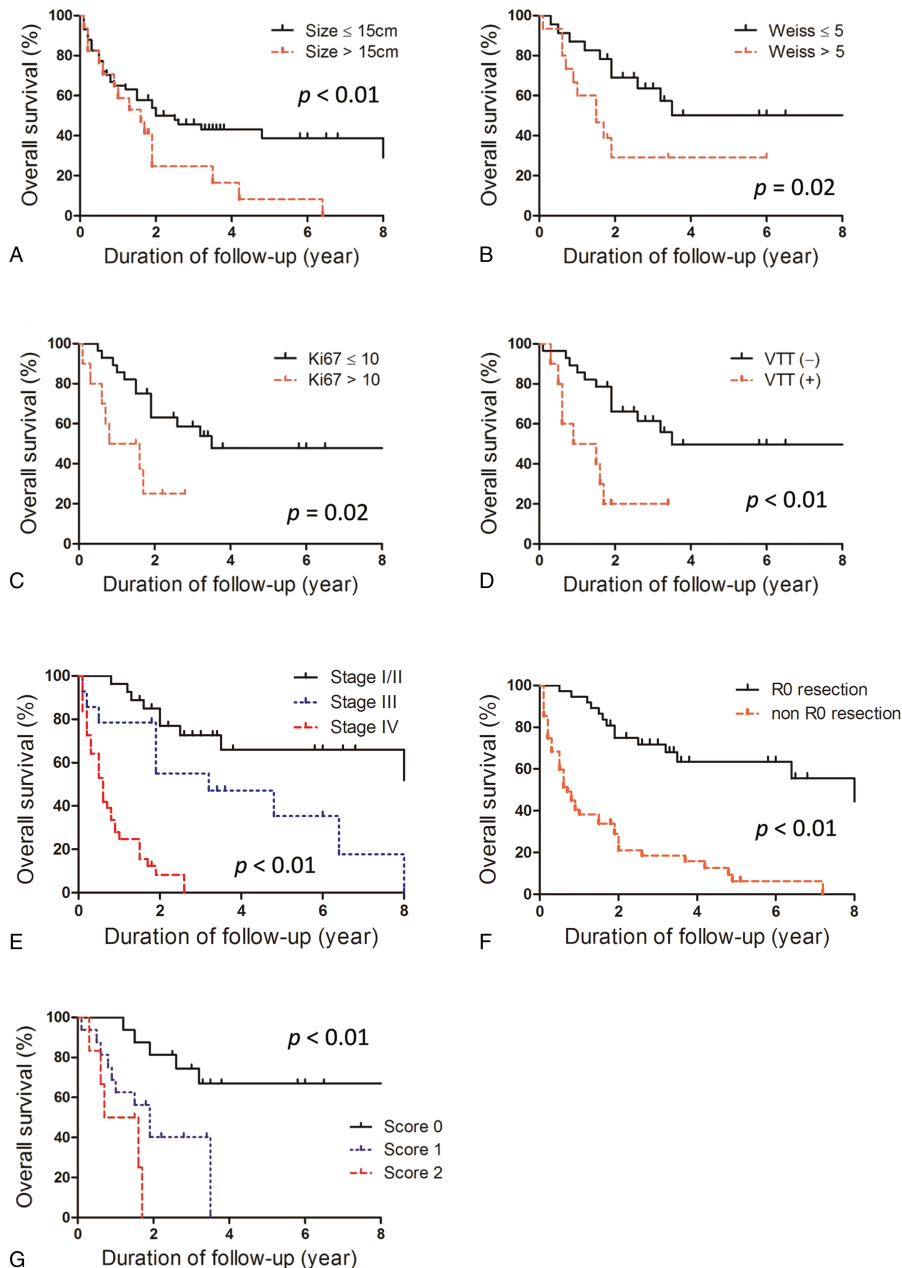 Overall survival (%)
100
80
60
40
20
0
Size ≤ 15cm
Size > 15cm
p < 0.01
0 2 4 6 8
Duration of follow-up (year)
A
Overall survival (%)
100
80
60
40
20
0
Weiss ≤ 5
Weiss > 5
p = 0.02
0 2 4 6 8
Duration of follow-up (year)
B
Overall survival (%)
100
80
60
40
20
0
Ki67 ≤ 10
Ki67 > 10
p = 0.02
0 2 4 6 8
Duration of follow-up (year)
C
Overall survival (%)
100
80
60
40
20
0
VTT (−)
VTT (+)
p < 0.01
0 2 4 6 8
Duration of follow-up (year)
D
Overall survival (%)
100
80
60
40
20
0
Stage I/II
Stage III
Stage IV
p < 0.01
0 2 4 6 8
Duration of follow-up (year)
E
Overall survival (%)
100
80
60
40
20
0
R0 resection
non R0 resection
p < 0.01
0 2 4 6 8
Duration of follow-up (year)
F
Overall survival (%)
100
80
60
40
20
0
p < 0.01
Score 0
Score 1
Score 2
0 2 4 6 8
Duration of follow-up (year)
G